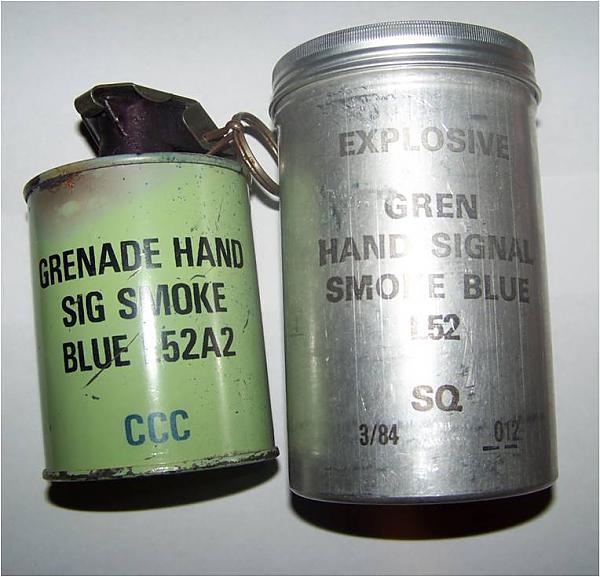 GRENADE HAND
SIG SMOKE
BLUE L52A2
CCC
EXPLOSIVE
GREN
HAND SIGNAL
SMOKE BLUE
L52
SQ
3/84 012